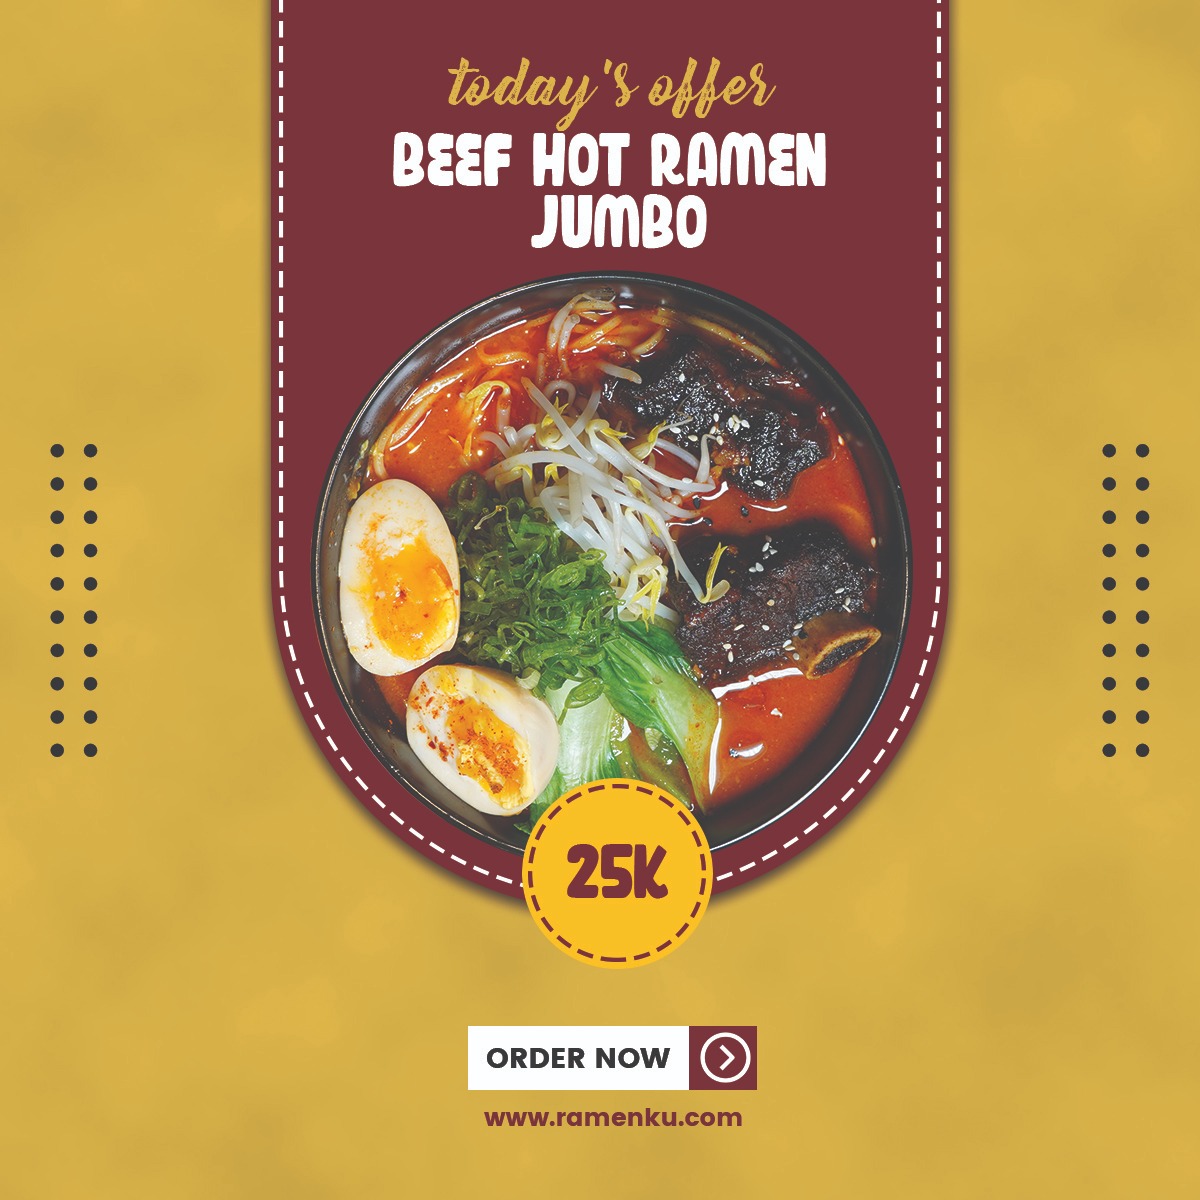 today's offer
BEEF HOT RAMEN
JUMBO
25K
ORDER NOW
www.ramenku.com